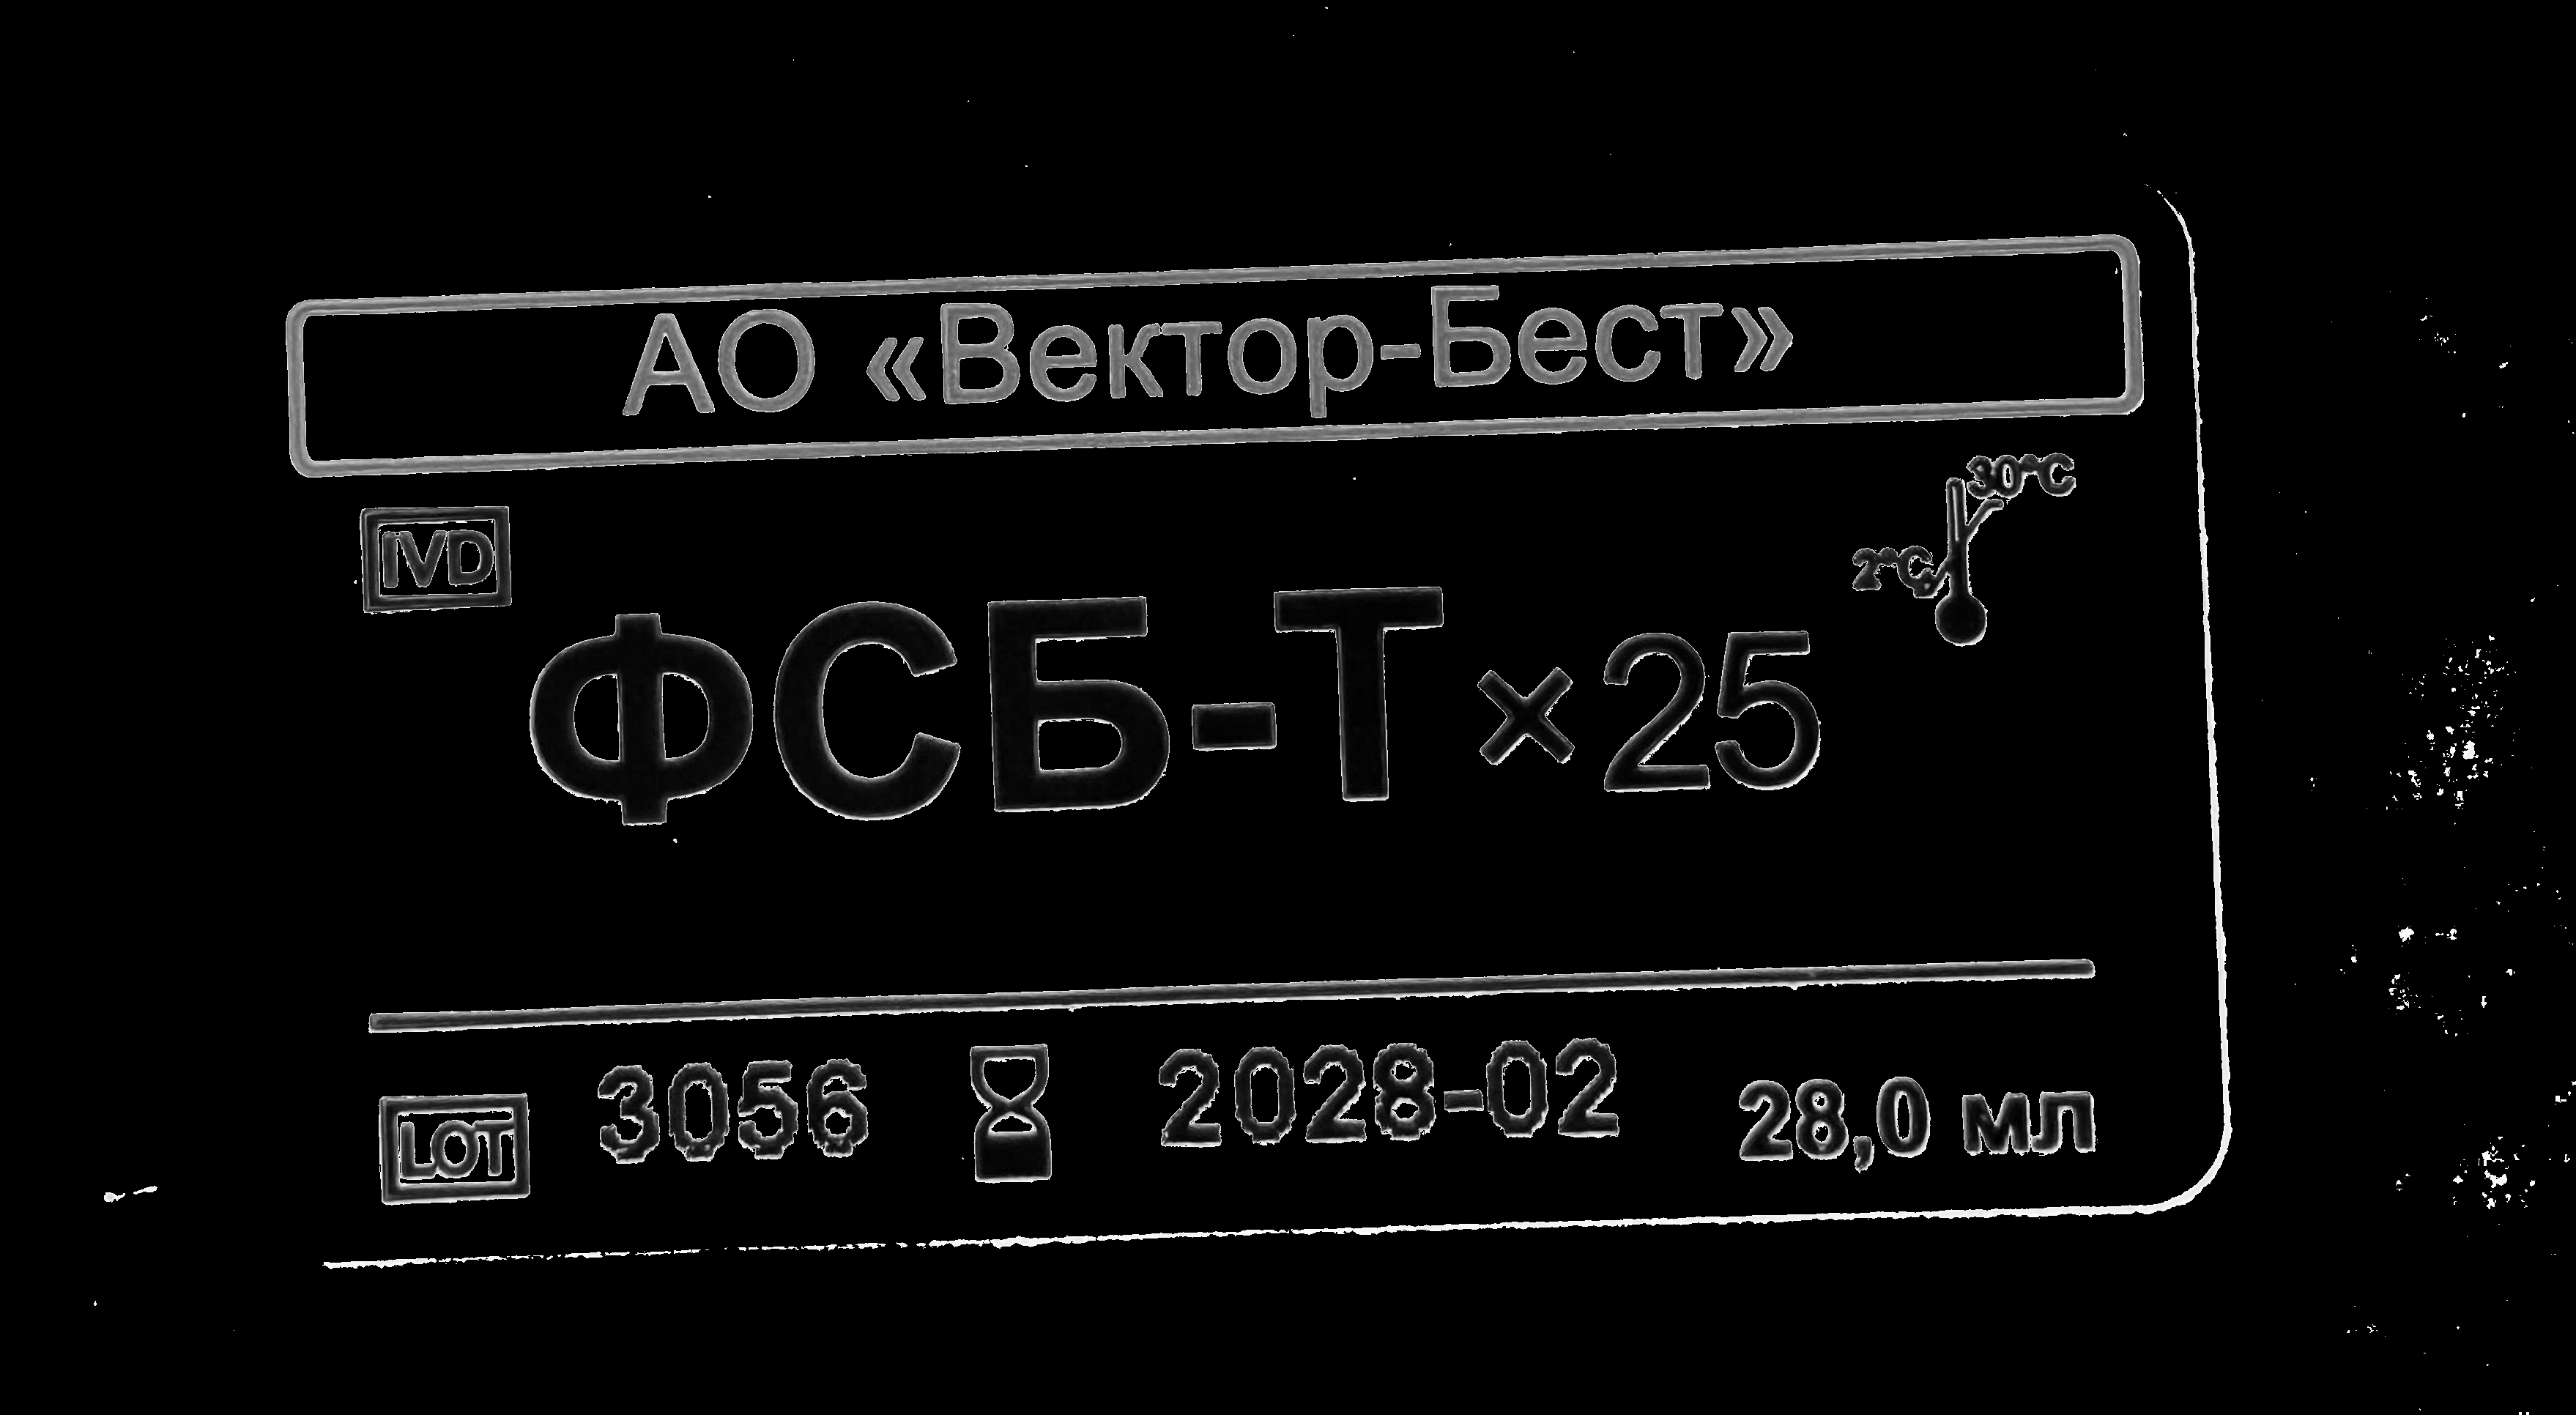 АО «Вектор-Бест»
30°C
IVD
2°C
ФСБ-Т ×25
LOT 3056 2028-02 28,0 мл